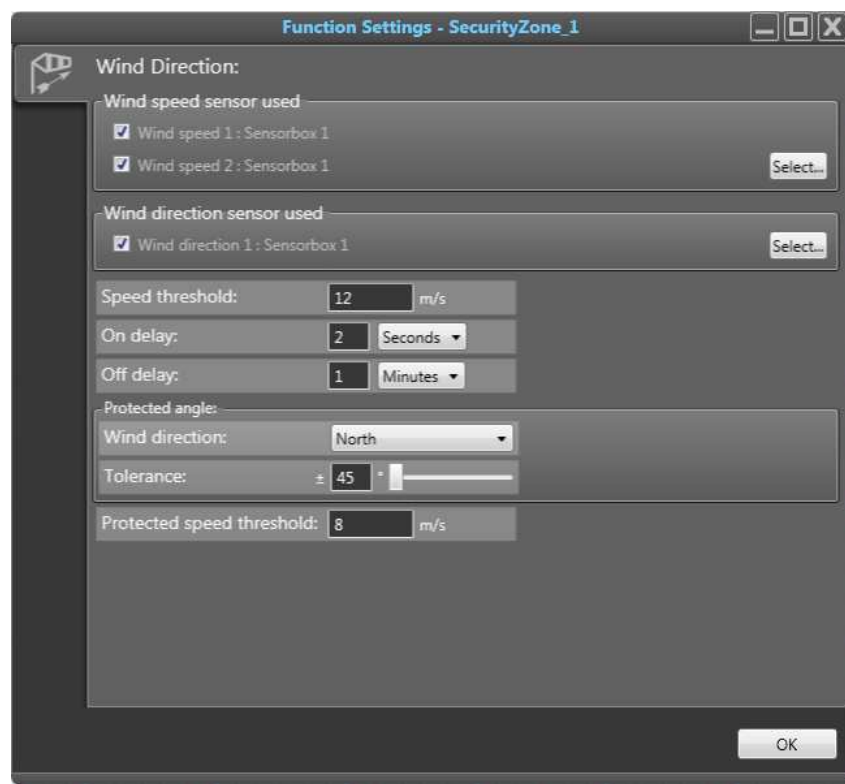 Function Settings - SecurityZone_1
Wind Direction:
Wind speed sensor used
Wind speed 1 : Sensorbox 1
Wind speed 2 : Sensorbox 1
Select...
Wind direction sensor used
Wind direction 1 : Sensorbox 1
Select...
Speed threshold: 12 m/s
On delay: 2 Seconds
Off delay: 1 Minutes
Protected angle:
Wind direction: North
Tolerance: ± 45 °
Protected speed threshold: 8 m/s
OK